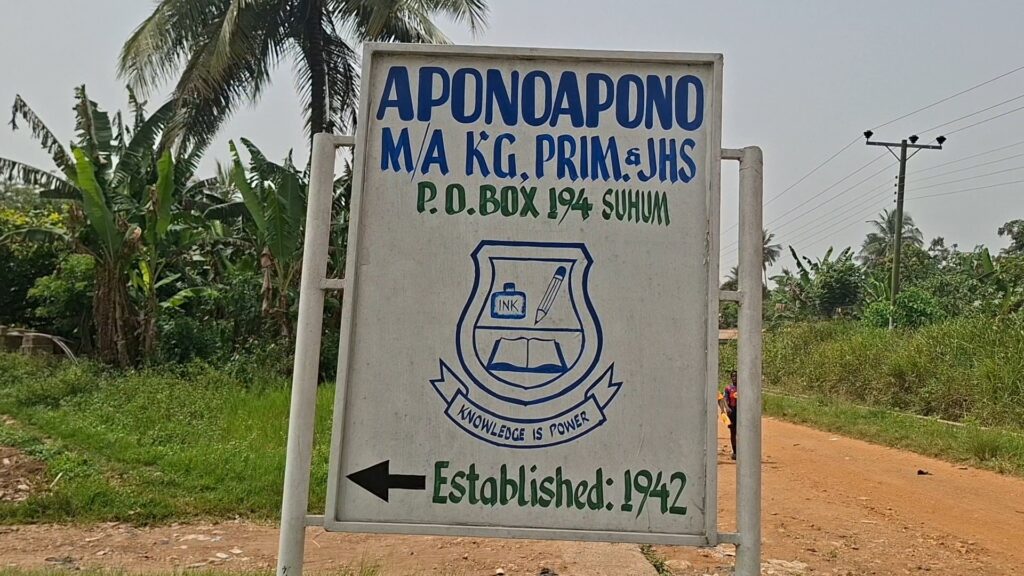 APONOAPONO
M/A KG, PRIM. & JHS
P.O. BOX 194 SUHUM
INK
KNOWLEDGE IS POWER
Established: 1942